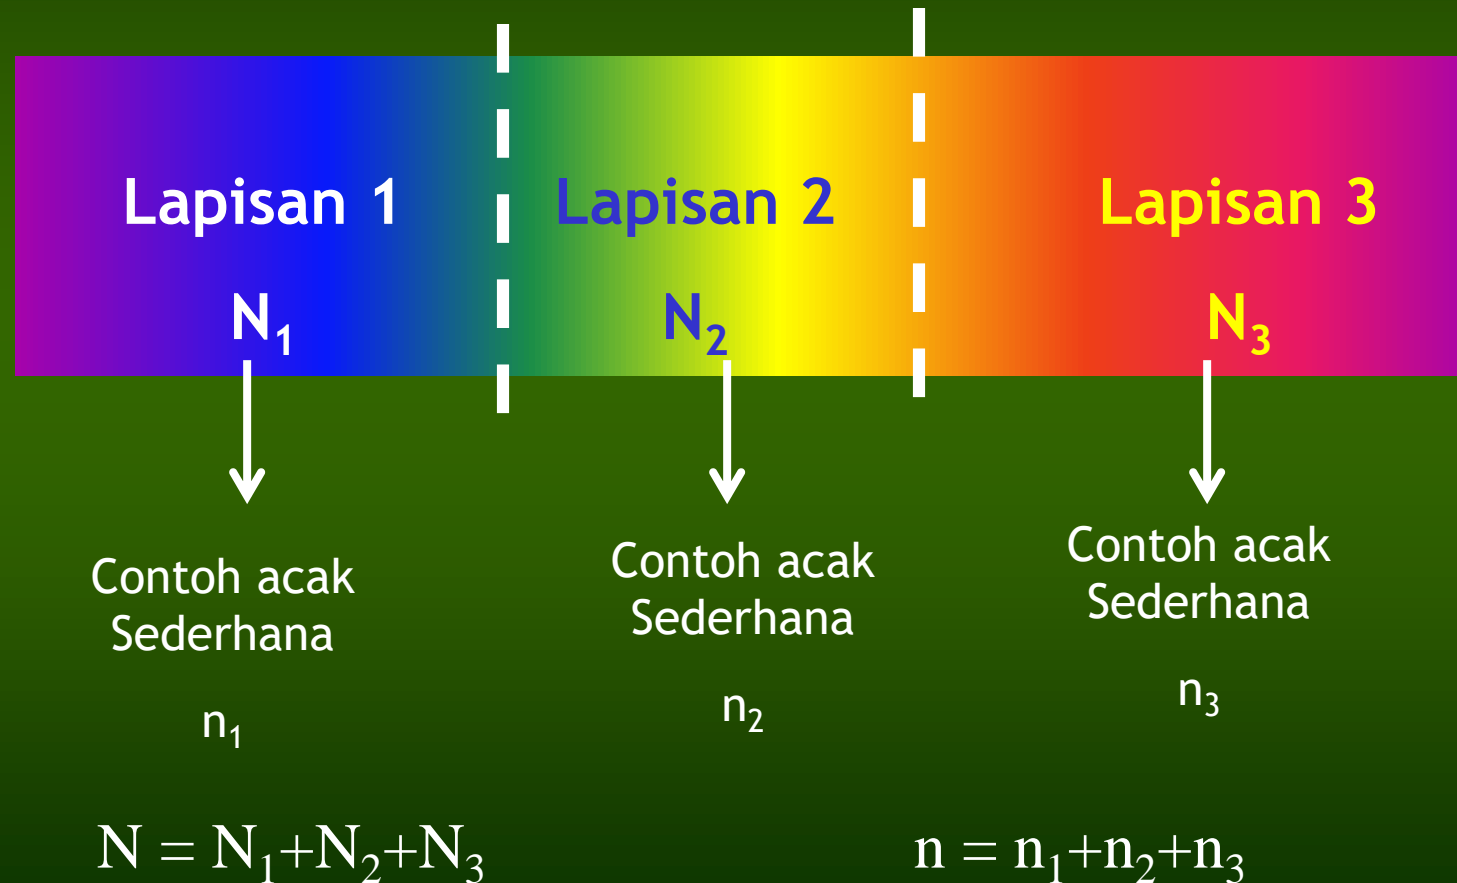 Lapisan 1
N₁
Contoh acak
Sederhana
n₁
Lapisan 2
N₂
Contoh acak
Sederhana
n₂
Lapisan 3
N₃
Contoh acak
Sederhana
n₃
N = N₁+N₂+N₃
n = n₁+n₂+n₃